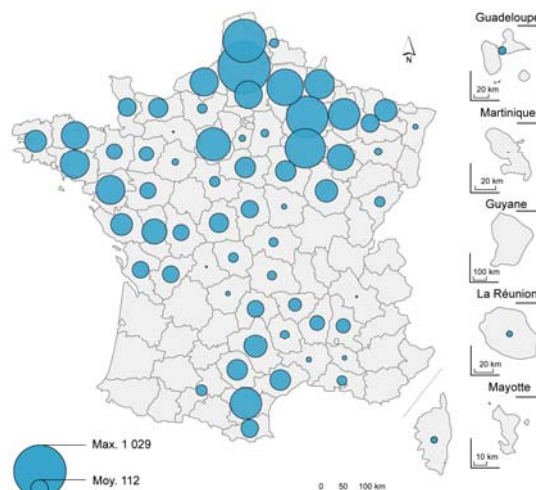 Guadeloupe
20 km
Martinique
20 km
Guyane
100 km
La Réunion
20 km
Mayotte
10 km
N
Max. 1 029
Moy. 112
0 50 100 km